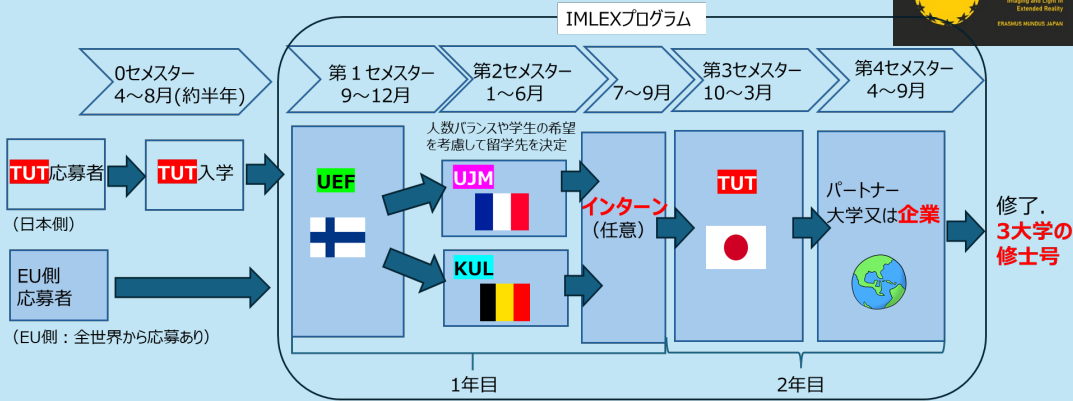 IMLEXプログラム
Imaging and Light in
Extended Reality
ERASMUS MUNDUS JAPAN
0セメスター
4～8月(約半年)
第１セメスター
9～12月
第2セメスター
1～6月
7～9月
第3セメスター
10～3月
第4セメスター
4～9月
人数バランスや学生の希望
を考慮して留学先を決定
TUT応募者
TUT入学
(日本側)
UEF
UJM
KUL
インターン
(任意)
TUT
パートナー
大学又は企業
修了.
3大学の
修士号
EU側
応募者
(EU側：全世界から応募あり)
1年目
2年目